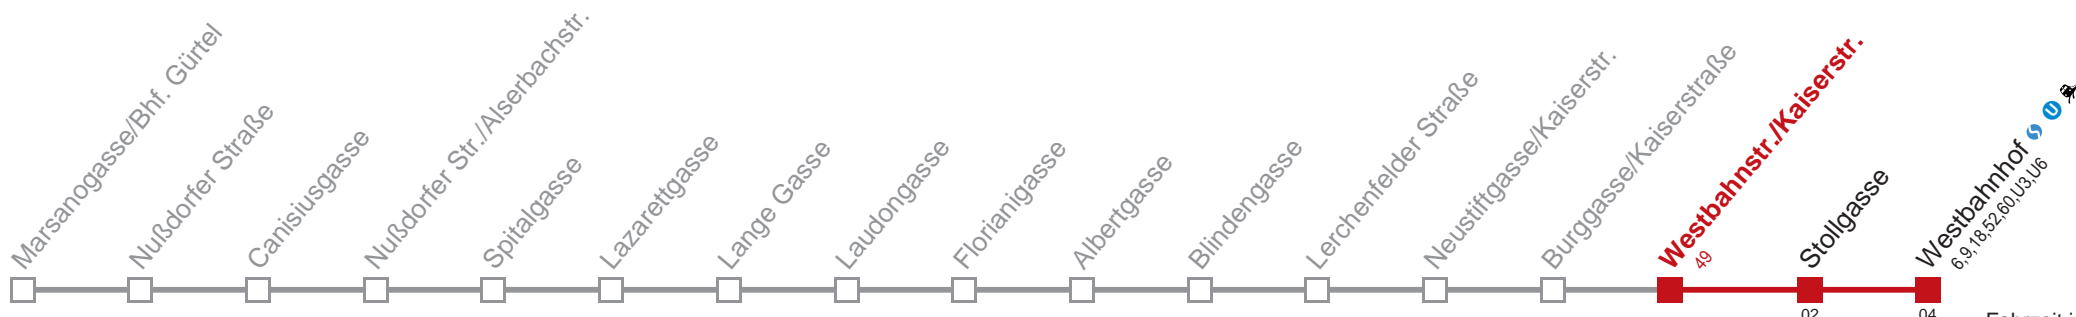 Marsanogasse/Bhf. Gürtel
Nußdorfer Straße
Canisiusgasse
Nußdorfer Str./Alserbachstr.
Spitalgasse
Lazarettgasse
Lange Gasse
Laudongasse
Florianigasse
Albertgasse
Blindengasse
Lerchenfelder Straße
Neustiftgasse/Kaiserstr.
Burggasse/Kaiserstraße
Westbahnstr./Kaiserstr.
49
Stollgasse
Westbahnhof U
6,9,18,52,60,U3,U6
02
04